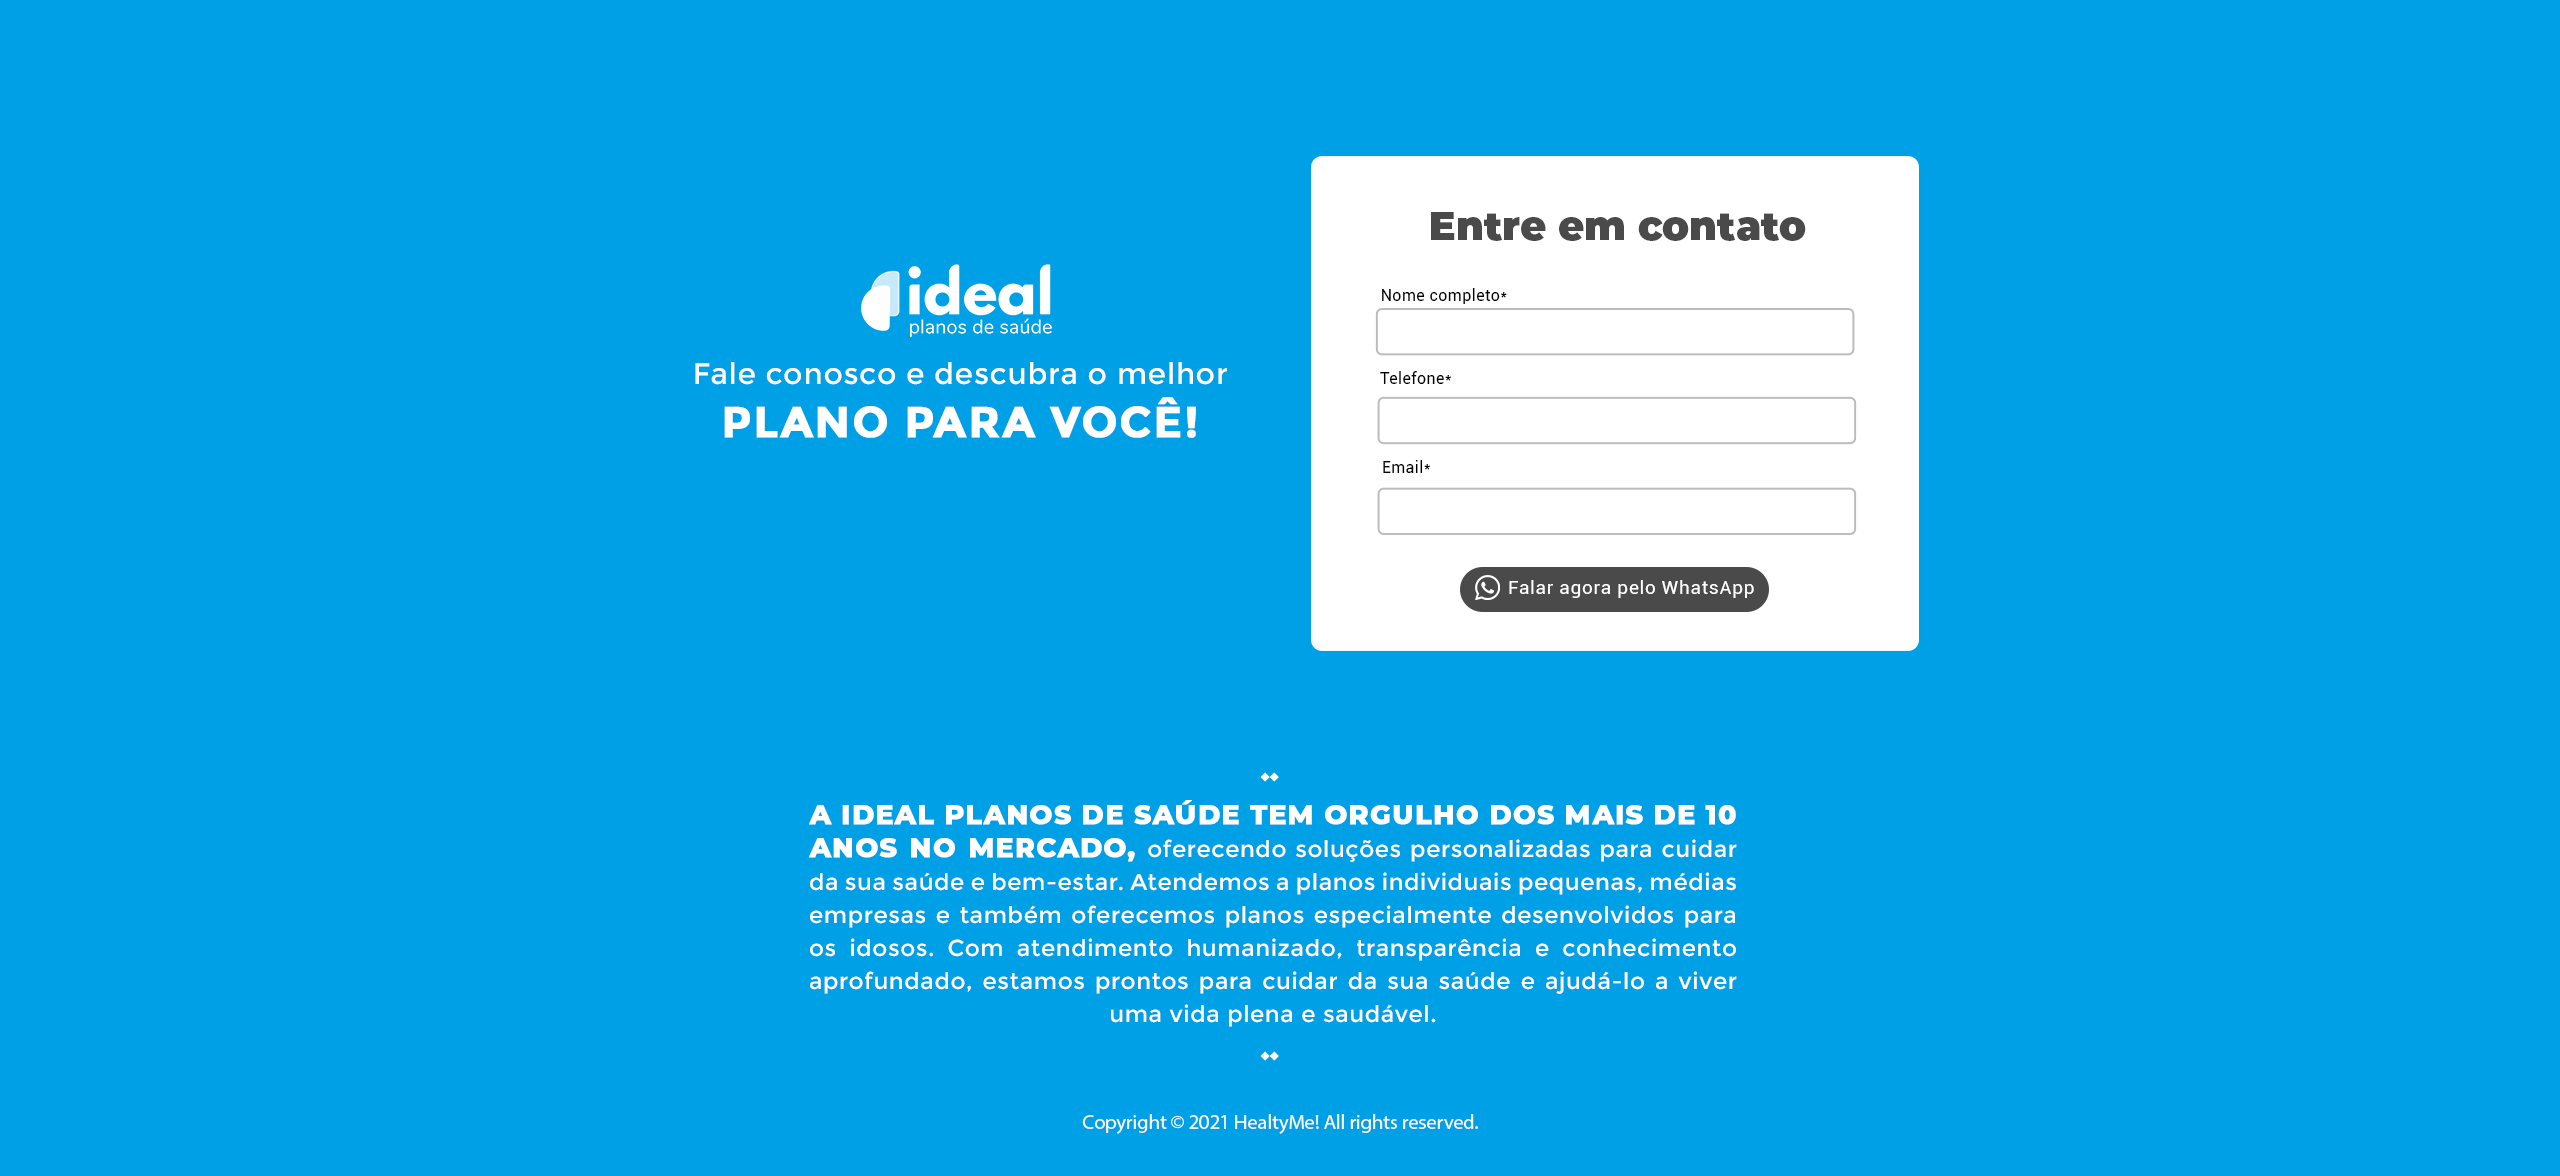 ideal
planos de saúde
Fale conosco e descubra o melhor
PLANO PARA VOCÊ!
Entre em contato
Nome completo*
Telefone*
Email*
Falar agora pelo WhatsApp
A IDEAL PLANOS DE SAÚDE TEM ORGULHO DOS MAIS DE 10
ANOS NO MERCADO, oferecendo soluções personalizadas para cuidar
da sua saúde e bem-estar. Atendemos a planos individuais pequenas, médias
empresas e também oferecemos planos especialmente desenvolvidos para
os idosos. Com atendimento humanizado, transparência e conhecimento
aprofundado, estamos prontos para cuidar da sua saúde e ajudá-lo a viver
uma vida plena e saudável.
Copyright © 2021 HealtyMe! All rights reserved.